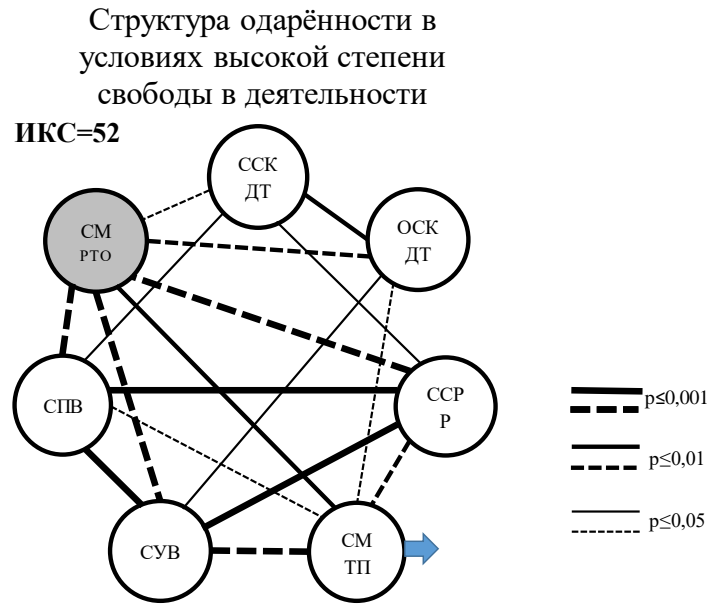 Структура одарённости в
условиях высокой степени
свободы в деятельности
ИКС=52
ССК
ДТ
СМ
РТО
ОСК
ДТ
СПВ
ССР
Р
СУВ
СМ
ТП
p≤0,001
p≤0,01
p≤0,05